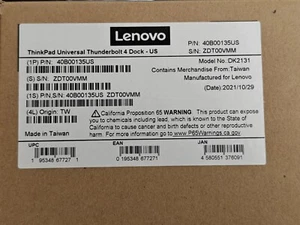 Lenovo
ThinkPad Universal Thunderbolt 4 Dock - US
P/N: 40B00135US
S/N: ZDT00VMM
(1P) P/N: 40B00135US
Model Name: DK2131
Contains Merchandise From:Taiwan
(S) S/N: ZDT00VMM
Manufactured for Lenovo
(1S) P/N,S/N: 40B00135US ZDT00VMM
Date: 2021/10/29
(4L) Origin: TW
Made in Taiwan
⚠California Proposition 65 WARNING This product can expose you
to chemicals including lead, which is known to the State of
California to cause cancer and birth defects or other reproductive
harm. For more information go to www.P65Warnings.ca.gov
UPC
EAN
JAN
1 95348 67727 1
0 195348 677271
4 580551 376091